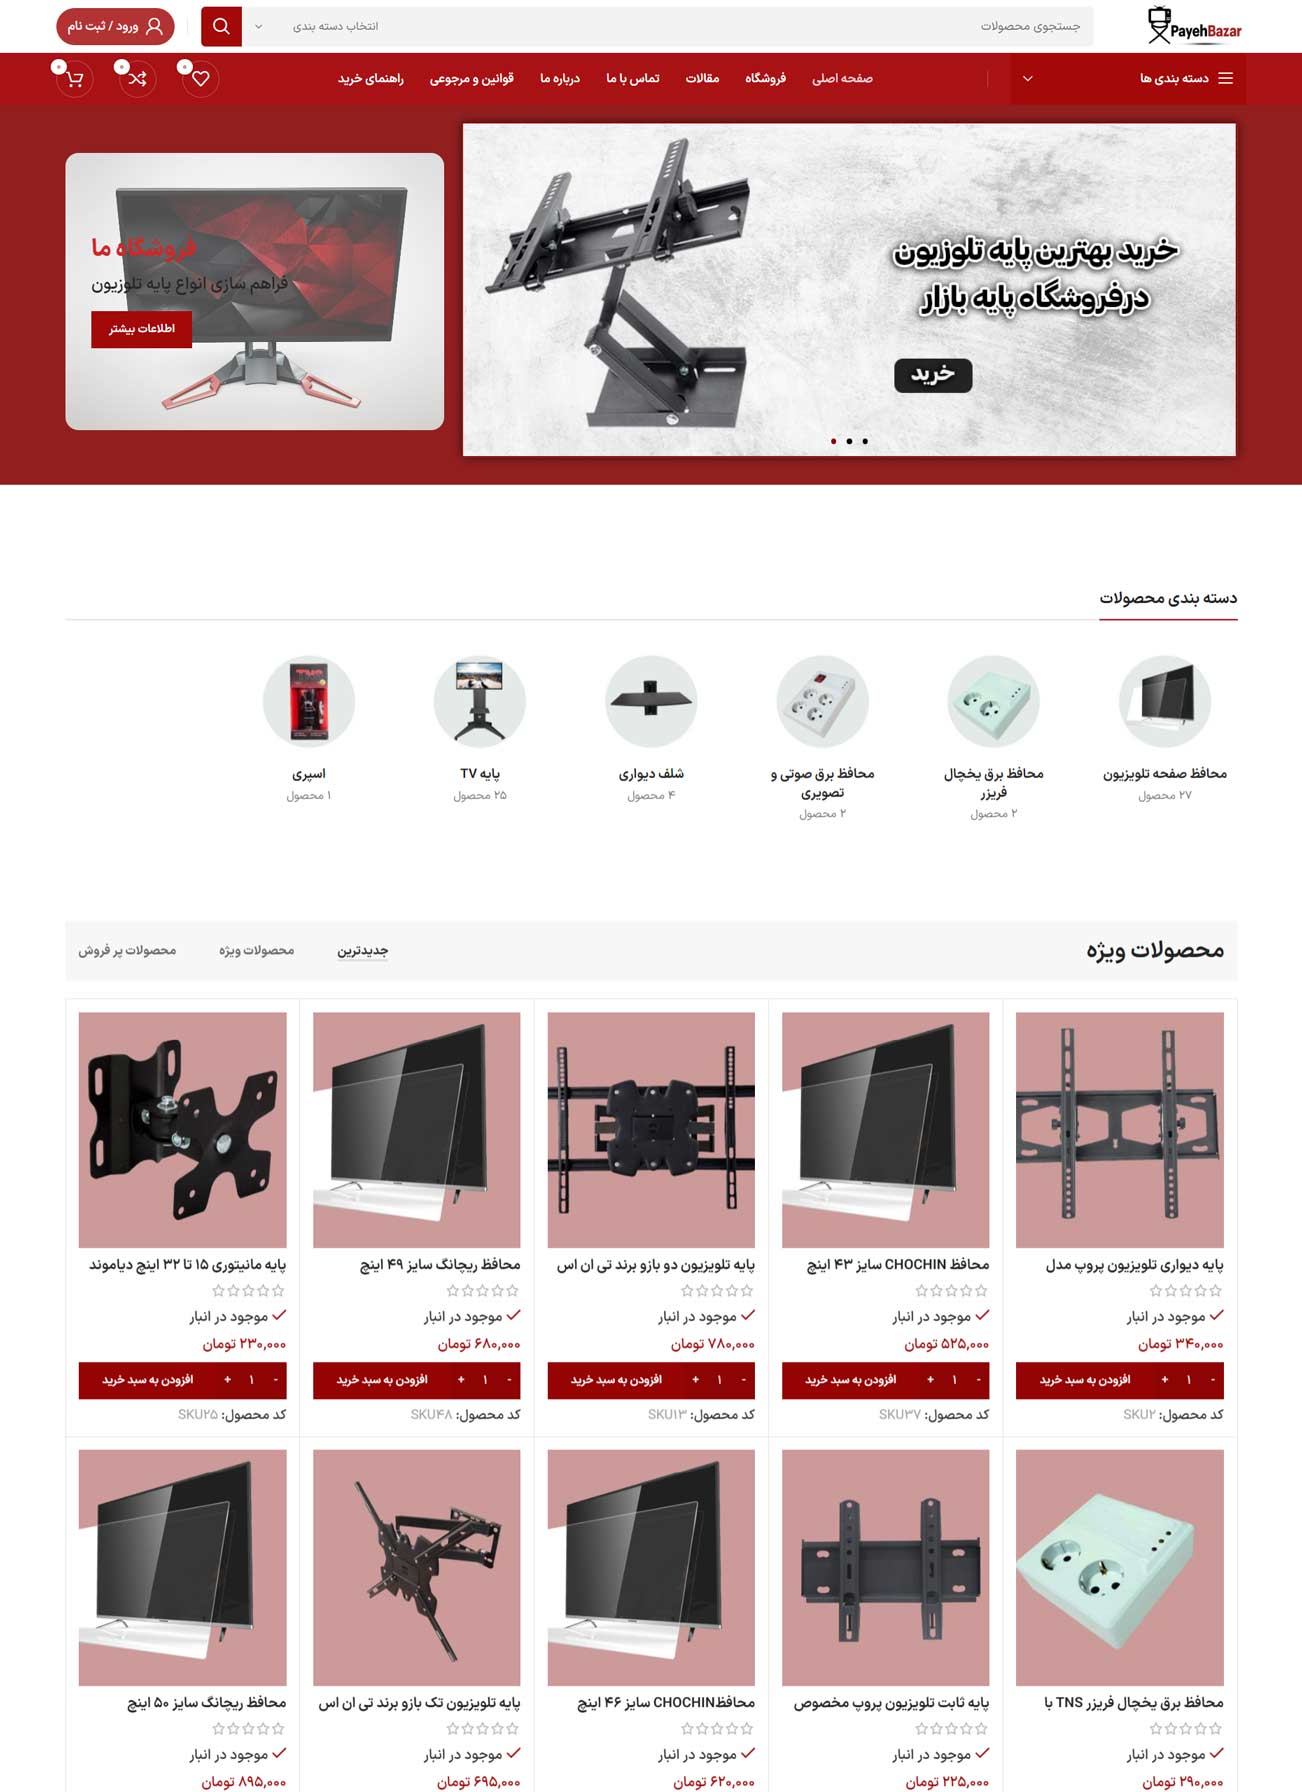 PayehBazar
جستجوی محصولات
انتخاب دسته بندی
ورود / ثبت نام
دسته بندی ها
صفحه اصلی
فروشگاه
مقالات
تماس با ما
درباره ما
قوانین و مرجوعی
راهنمای خرید
۰
۰
۰
خرید بهترین پایه تلوزیون
درفروشگاه پایه بازار
خرید
فروشگاه ما
فراهم سازی انواع پایه تلوزیون
اطلاعات بیشتر
دسته بندی محصولات
محافظ صفحه تلویزیون
۲۷ محصول
محافظ برق یخچال
فریزر
۲ محصول
محافظ برق صوتی و
تصویری
۲ محصول
شلف دیواری
۴ محصول
پایه TV
۲۵ محصول
TNS
اسپری
۱ محصول
محصولات ویژه
جدیدترین
محصولات ویژه
محصولات پر فروش
پایه دیواری تلویزیون پروپ مدل
موجود در انبار
۳۴۰,۰۰۰ تومان
- ۱ + افزودن به سبد خرید
کد محصول: SKU۲
محافظ CHOCHIN سایز ۴۳ اینچ
موجود در انبار
۵۲۵,۰۰۰ تومان
- ۱ + افزودن به سبد خرید
کد محصول: SKU۳۷
پایه تلویزیون دو بازو برند تی ان اس
موجود در انبار
۷۸۰,۰۰۰ تومان
- ۱ + افزودن به سبد خرید
کد محصول: SKU۱۳
محافظ ریچانگ سایز ۴۹ اینچ
موجود در انبار
۶۸۰,۰۰۰ تومان
- ۱ + افزودن به سبد خرید
کد محصول: SKU۴۸
پایه مانیتوری ۱۵ تا ۳۲ اینچ دیاموند
موجود در انبار
۲۳۰,۰۰۰ تومان
- ۱ + افزودن به سبد خرید
کد محصول: SKU۲۵
محافظ برق یخچال فریزر TNS با
موجود در انبار
۲۹۰,۰۰۰ تومان
پایه ثابت تلویزیون پروپ مخصوص
موجود در انبار
۲۲۵,۰۰۰ تومان
محافظCHOCHIN سایز ۴۶ اینچ
موجود در انبار
۶۲۰,۰۰۰ تومان
پایه تلویزیون تک بازو برند تی ان اس
موجود در انبار
۶۹۵,۰۰۰ تومان
محافظ ریچانگ سایز ۵۰ اینچ
موجود در انبار
۸۹۵,۰۰۰ تومان